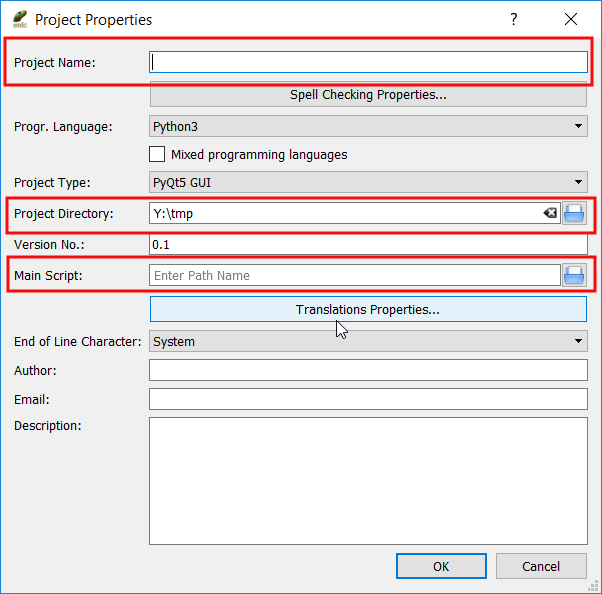 Project Properties
?
Project Name:
Spell Checking Properties...
Progr. Language: Python3
Mixed programming languages
Project Type: PyQt5 GUI
Project Directory: Y:\tmp
Version No.: 0.1
Main Script: Enter Path Name
Translations Properties...
End of Line Character: System
Author:
Email:
Description:
OK Cancel